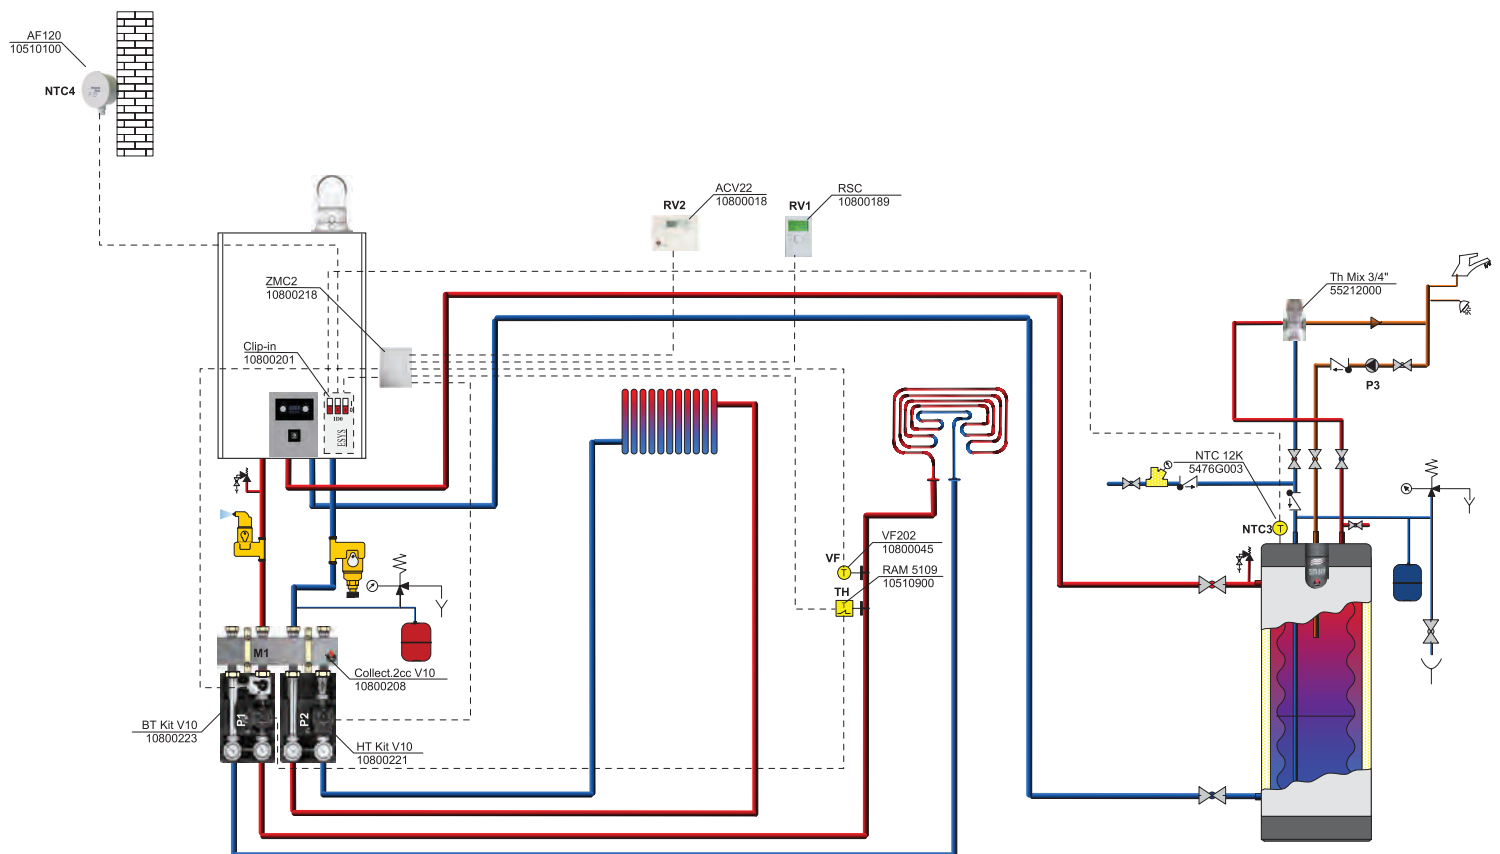 AF120
10510100
NTC4
ACV22
10800018
RV2
RSC
10800189
RV1
ZMC2
10800218
Th Mix 3/4"
55212000
Clip-in
10800201
P3
ESYS
NTC 12K
5476G003
NTC3
T
VF202
10800045
VF
T
RAM 5109
10510900
TH
M1
Collect.2cc V10
10800208
P1
P2
BT Kit V10
10800223
HT Kit V10
10800221